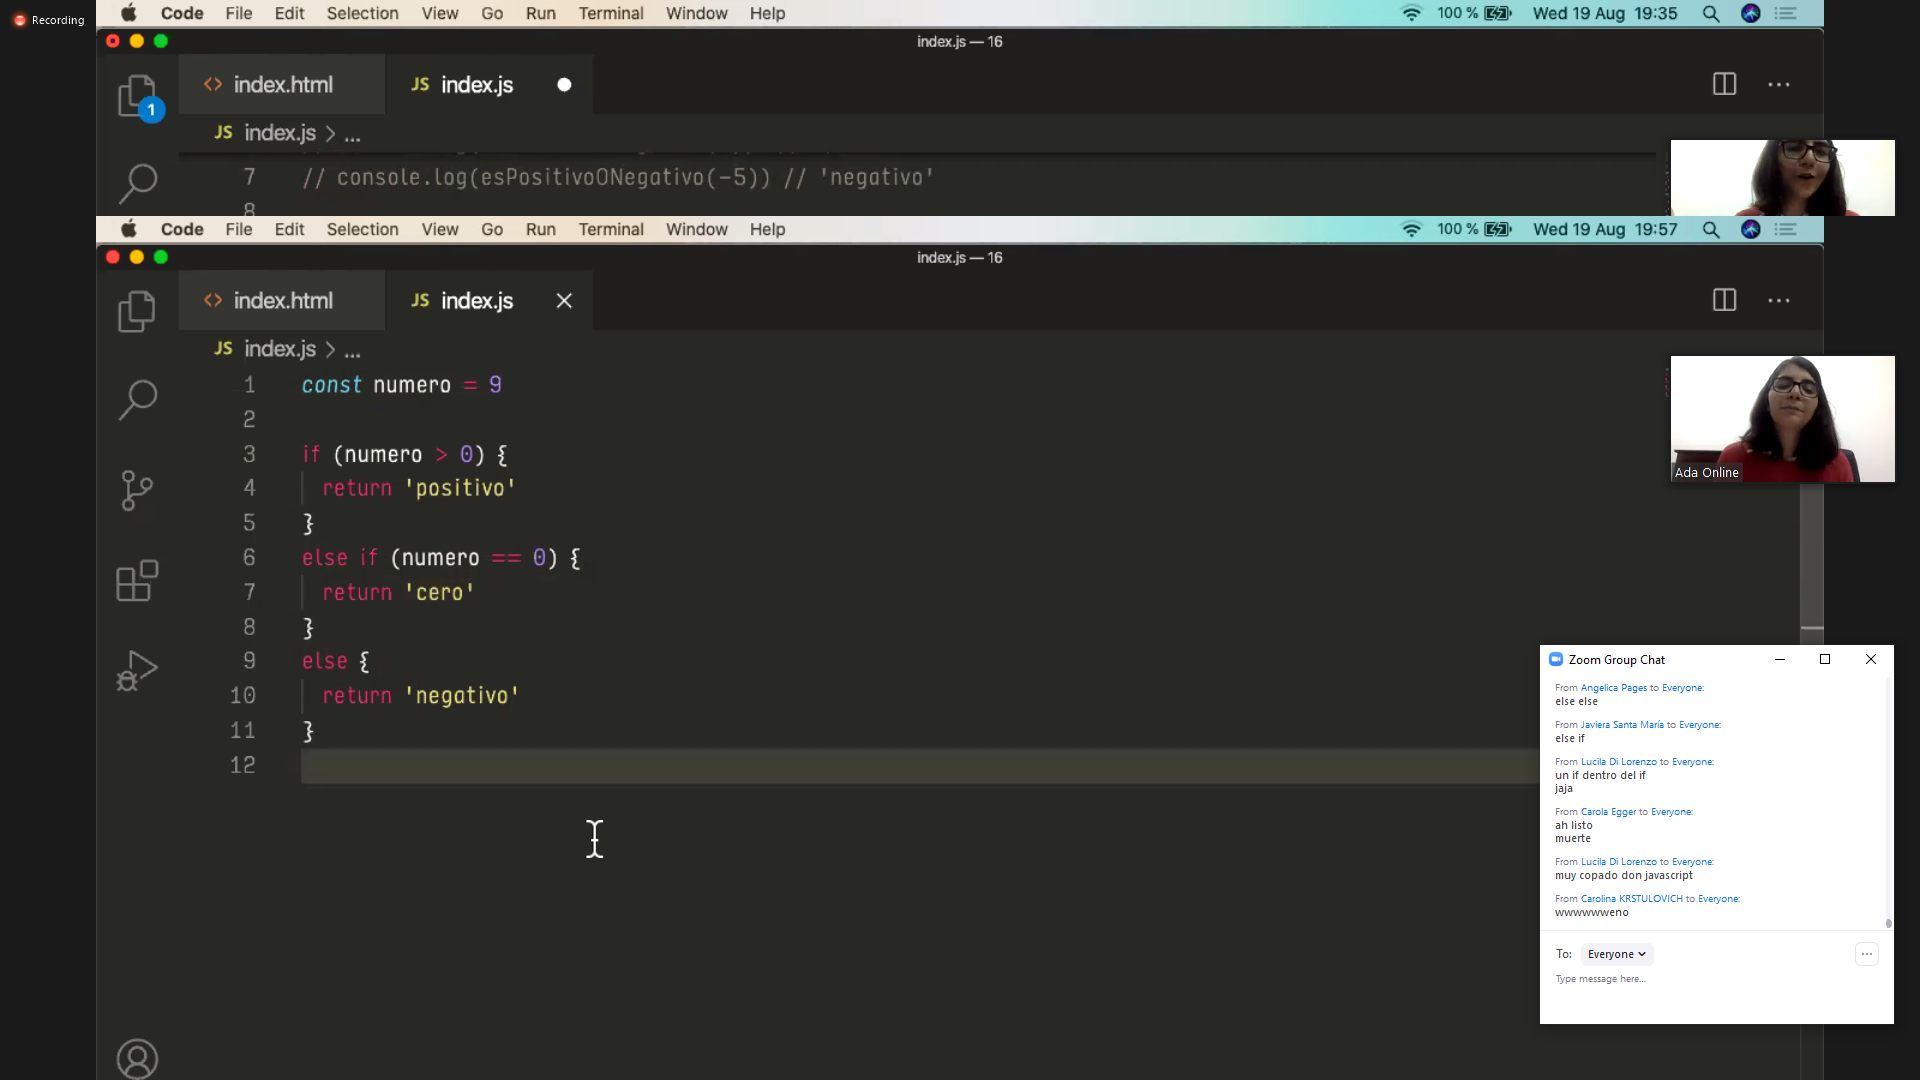 Recording
Code File Edit Selection View Go Run Terminal Window Help 100 % Wed 19 Aug 19:35
index.js — 16
<> index.html JS index.js
1
JS index.js > ...
7 // console.log(esPositivoONegativo(-5)) // 'negativo'
8
Code File Edit Selection View Go Run Terminal Window Help 100 % Wed 19 Aug 19:57
index.js — 16
<> index.html JS index.js
JS index.js > ...
1 const numero = 9
2
3 if (numero > 0) {
4 return 'positivo'
5 }
6 else if (numero == 0) {
7 return 'cero'
8 }
9 else {
10 return 'negativo'
11 }
12
Ada Online
Zoom Group Chat
From Angelica Pages to Everyone:
else else
From Javiera Santa María to Everyone:
else if
From Lucila Di Lorenzo to Everyone:
un if dentro del if
jaja
From Carola Egger to Everyone:
ah listo
muerte
From Lucila Di Lorenzo to Everyone:
muy copado don javascript
From Carolina KRSTULOVICH to Everyone:
wwwwwweno
To: Everyone
Type message here...